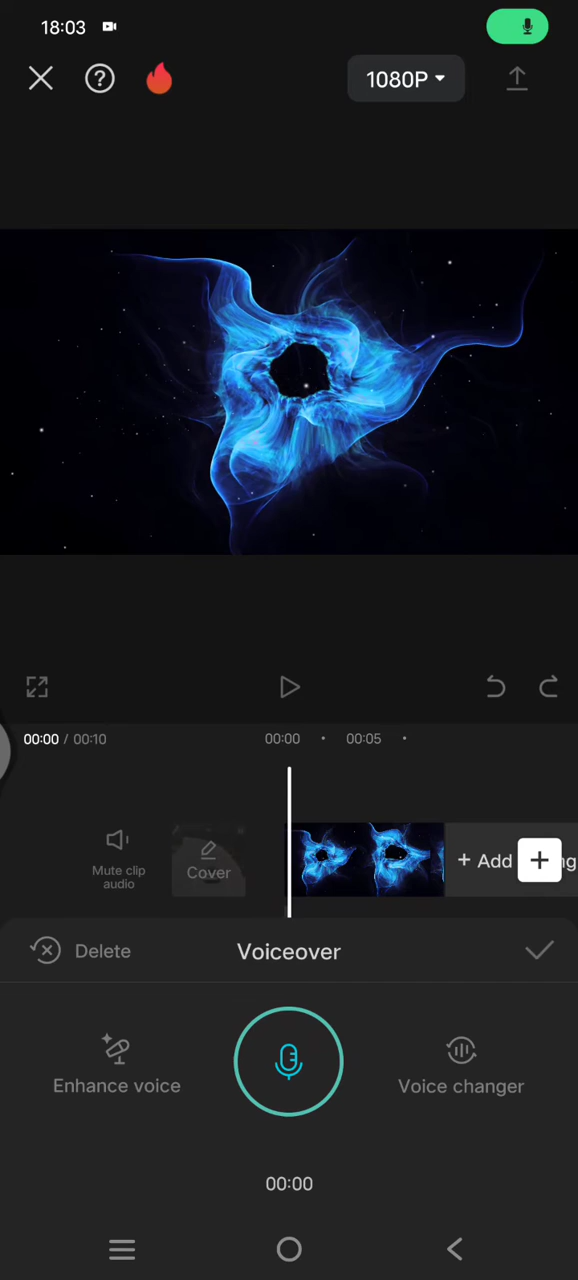 18:03
1080P
00:00 / 00:10
00:00
00:05
Mute clip
audio
Cover
+ Add
ng
Delete
Voiceover
Enhance voice
Voice changer
00:00